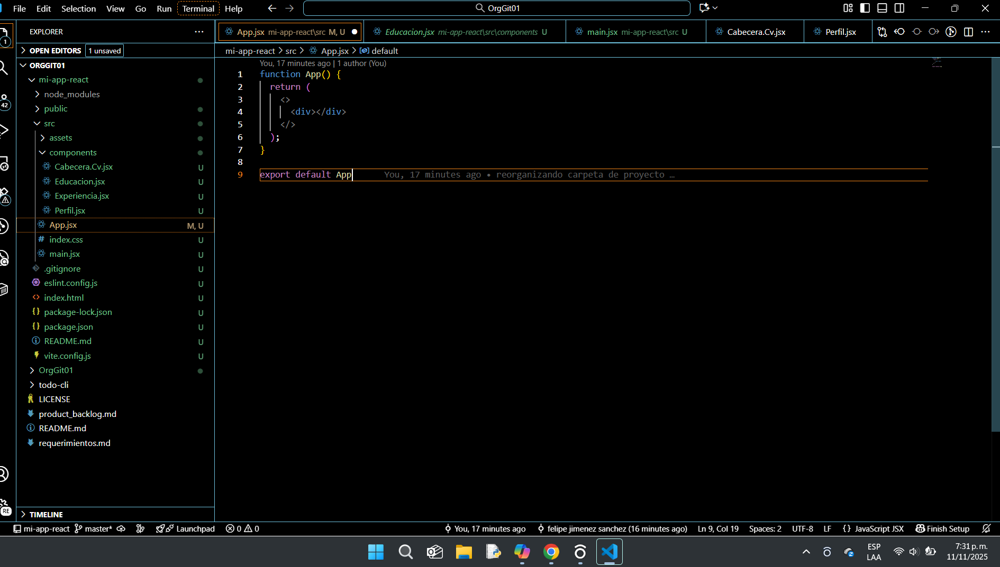 File Edit Selection View Go Run Terminal Help
OrgGit01
EXPLORER
App.jsx mi-app-react\src M, U
Educacion.jsx mi-app-react\src\components U
main.jsx mi-app-react\src U
Cabecera.Cv.jsx
Perfil.jsx
1
OPEN EDITORS 1 unsaved
mi-app-react > src > App.jsx > default
ORGGIT01
You, 17 minutes ago | 1 author (You)
1 function App() {
2 return (
3 <>
4 <div></div>
5 </>
6 );
7 }
8
9 export default App You, 17 minutes ago • reorganizando carpeta de proyecto …
mi-app-react
node_modules
42
public
src
assets
components
Cabecera.Cv.jsx U
Educacion.jsx U
Experiencia.jsx U
Perfil.jsx U
App.jsx M, U
# index.css U
main.jsx U
.gitignore U
eslint.config.js U
<> index.html U
{} package-lock.json U
{} package.json U
README.md U
vite.config.js U
OrgGit01
todo-cli
LICENSE
product_backlog.md
README.md
requerimientos.md
RE
TIMELINE
mi-app-react master* Launchpad 0 0 You, 17 minutes ago felipe jimenez sanchez (16 minutes ago) Ln 9, Col 19 Spaces: 2 UTF-8 LF {} JavaScript JSX Finish Setup
ESP
LAA
7:31 p. m.
11/11/2025